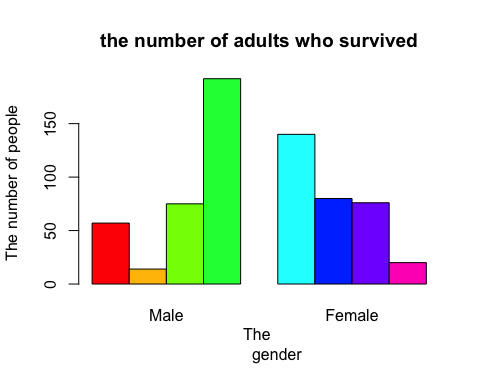 the number of adults who survived
The number of people
150
100
50
0
Male Female
The
gender